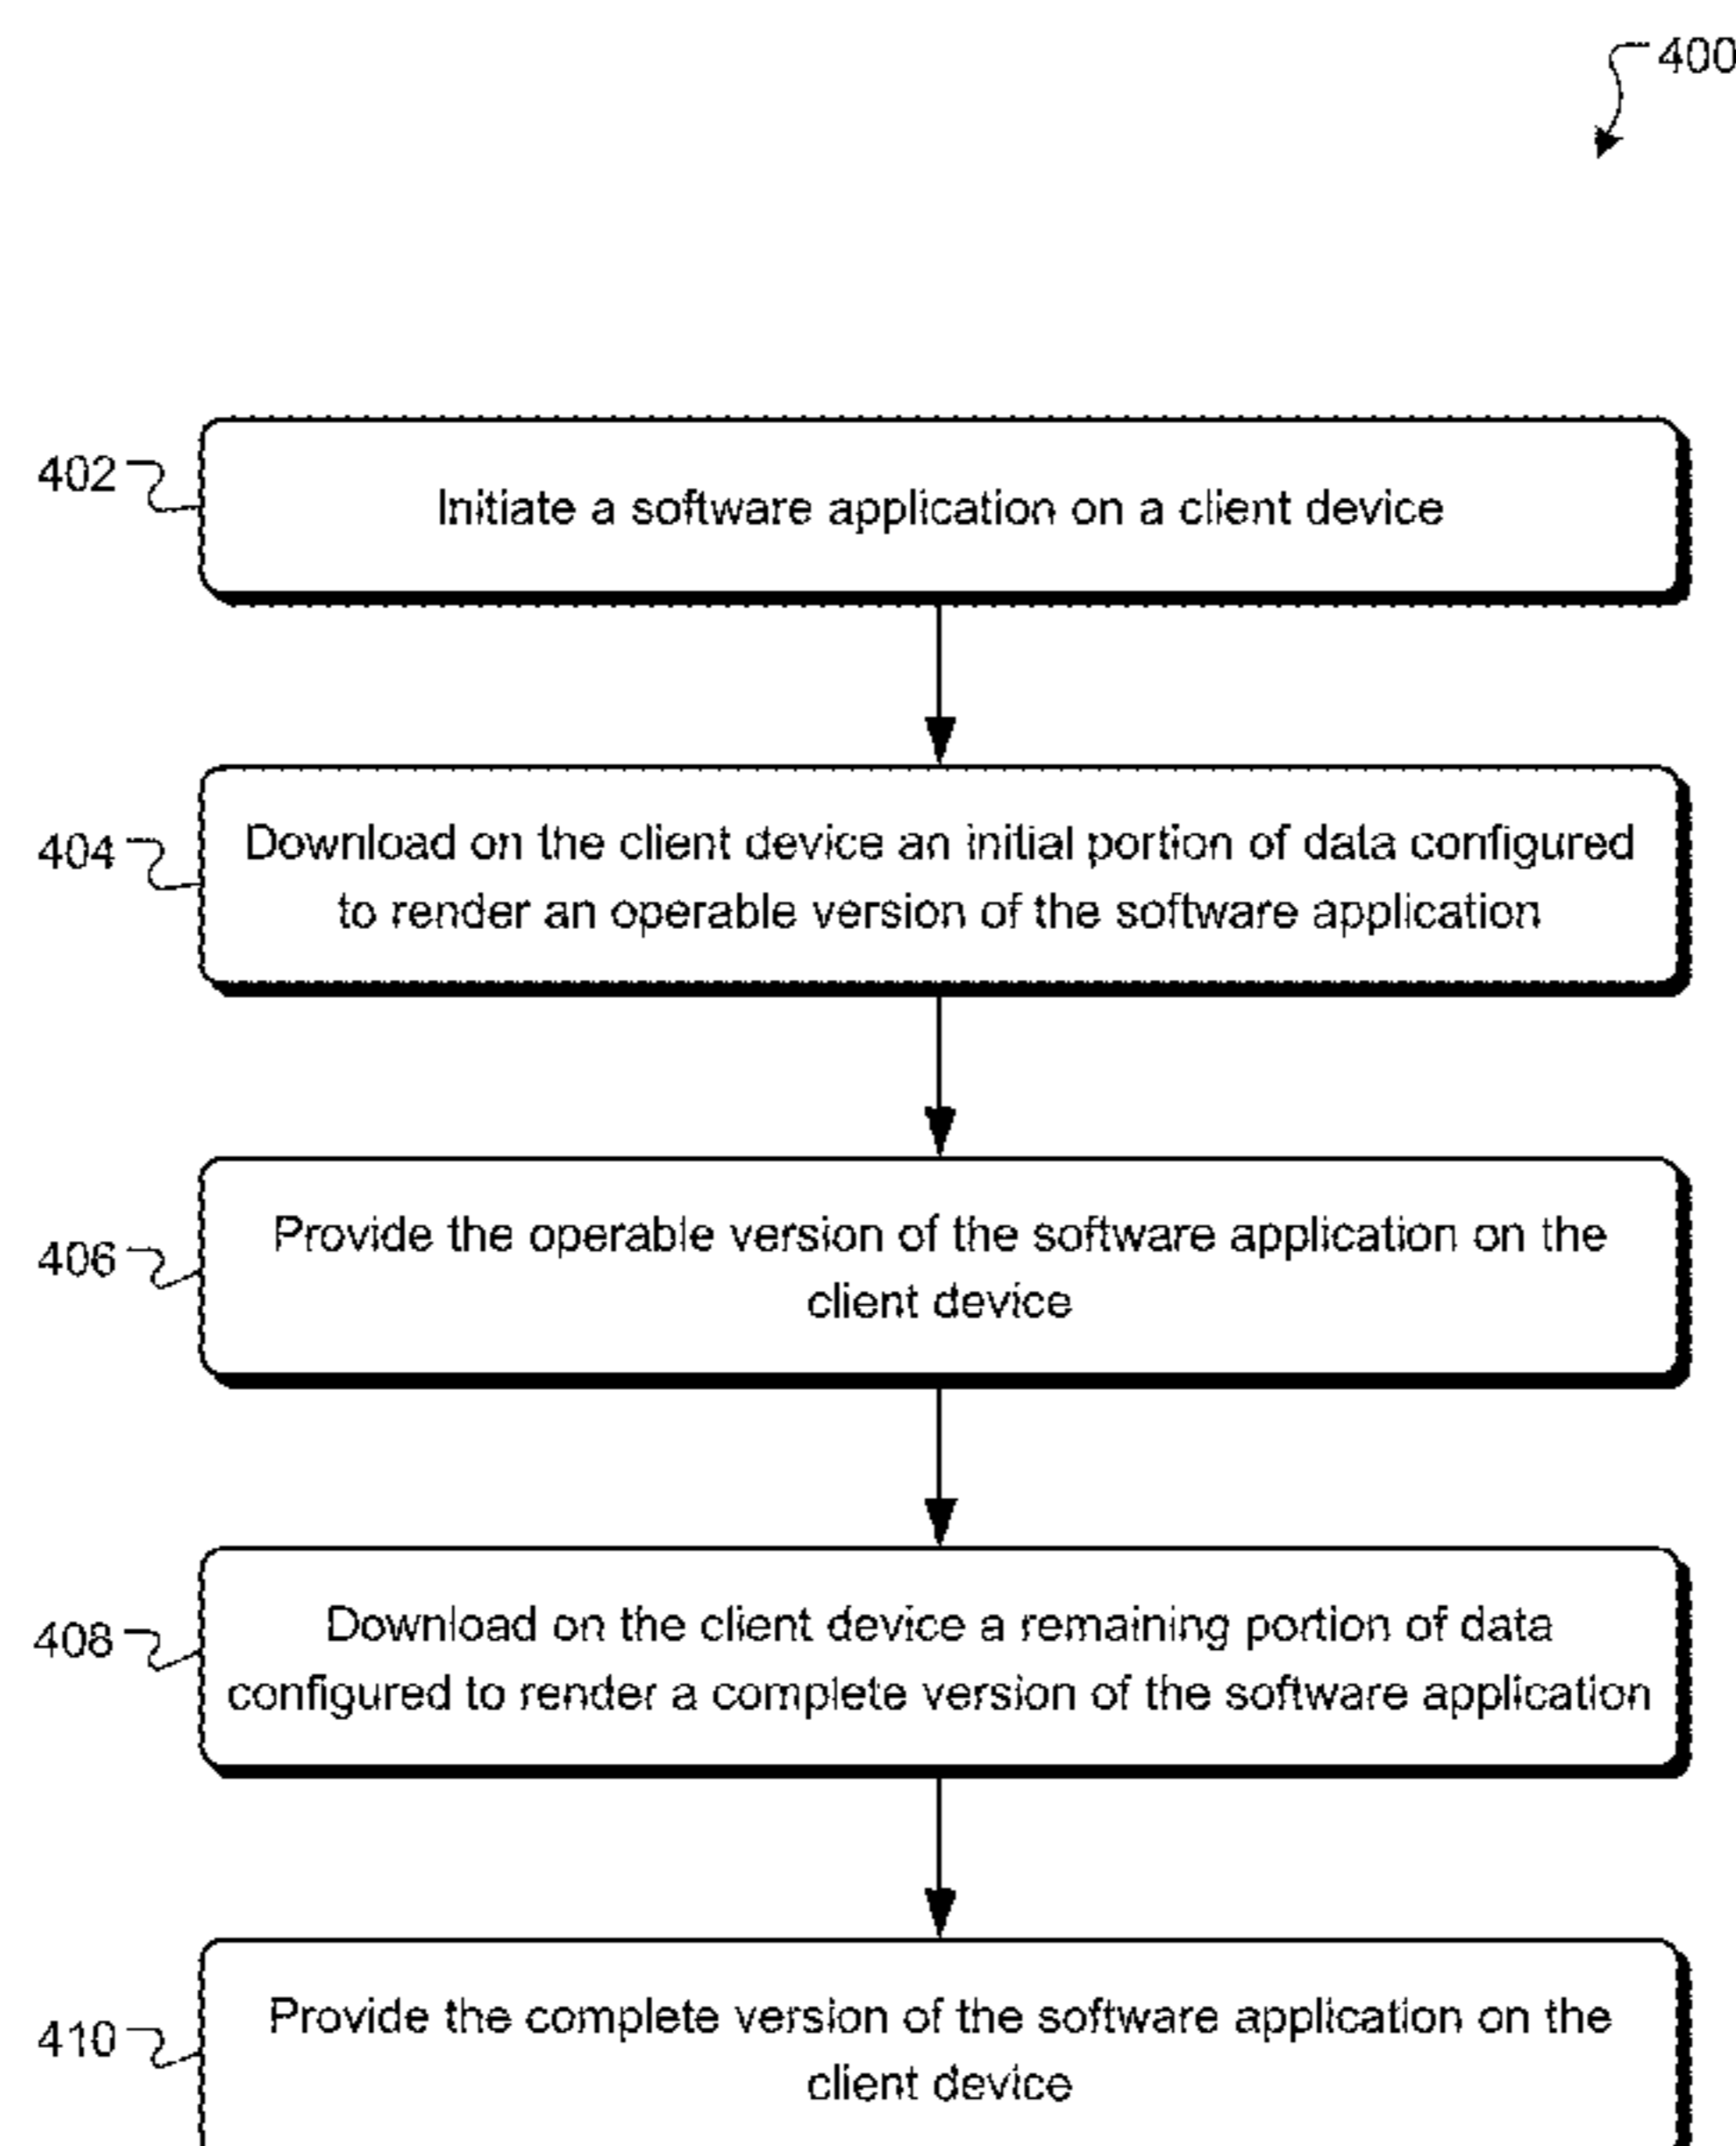 400
402
Initiate a software application on a client device
404
Download on the client device an initial portion of data configured
to render an operable version of the software application
406
Provide the operable version of the software application on the
client device
408
Download on the client device a remaining portion of data
configured to render a complete version of the software application
410
Provide the complete version of the software application on the
client device